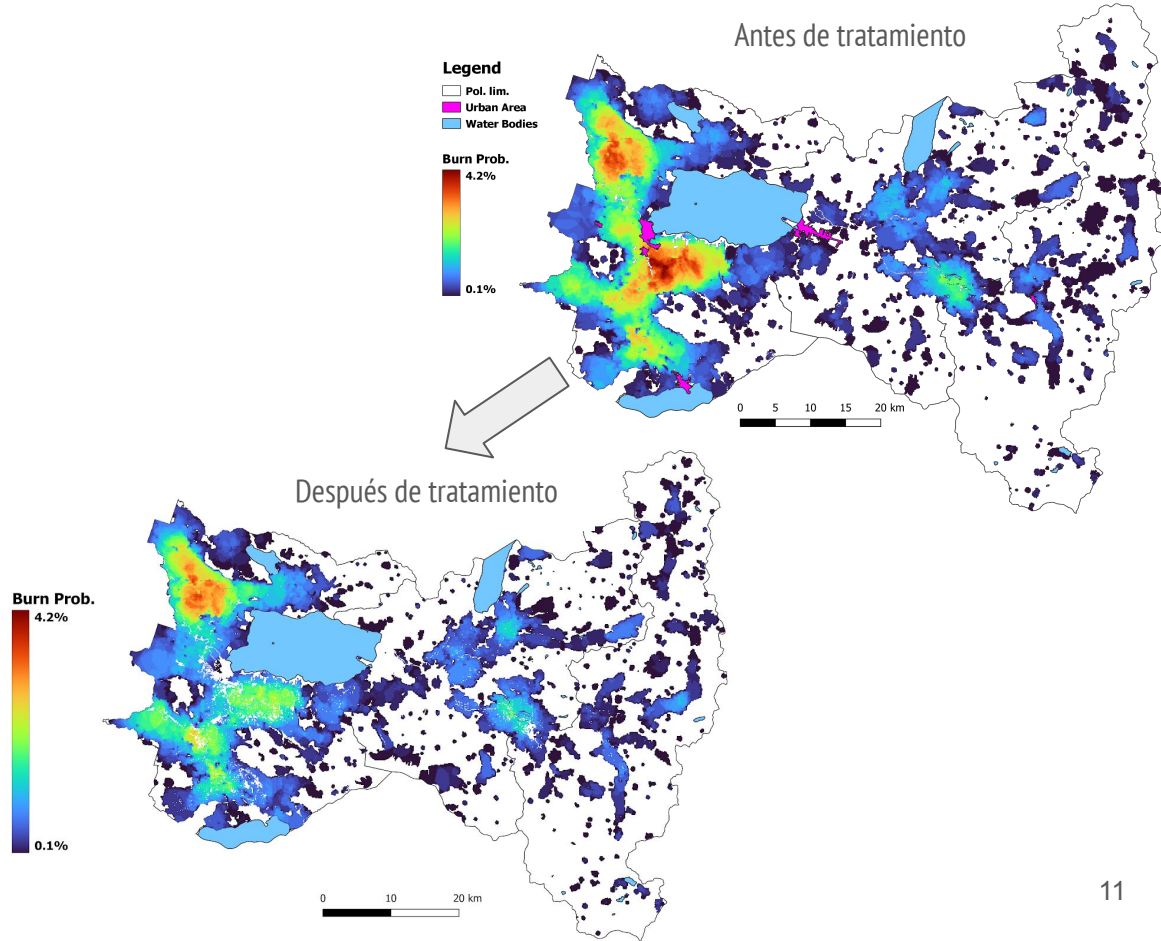 Antes de tratamiento
Legend
Pol. lim.
Urban Area
Water Bodies
Burn Prob.
4.2%
0.1%
0 5 10 15 20 km
Después de tratamiento
Burn Prob.
4.2%
0.1%
0 10 20 km
11